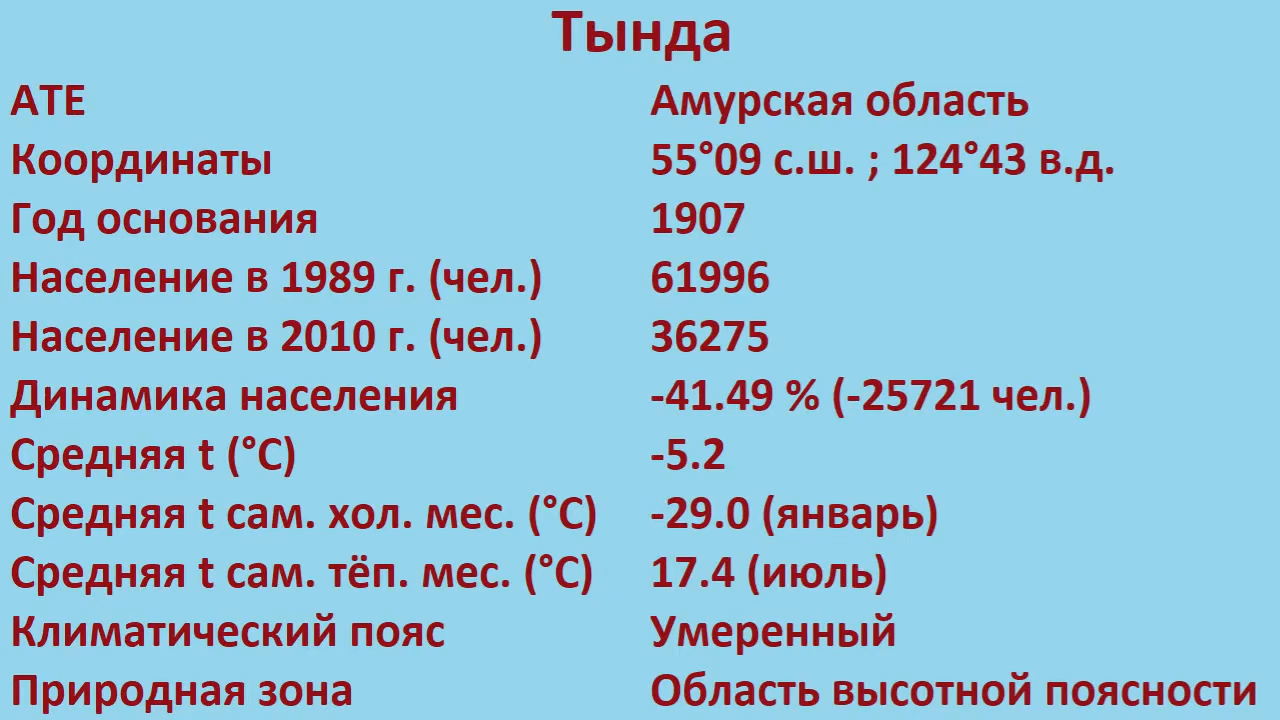 Тында
АТЕ Амурская область
Координаты 55°09 с.ш. ; 124°43 в.д.
Год основания 1907
Население в 1989 г. (чел.) 61996
Население в 2010 г. (чел.) 36275
Динамика населения -41.49 % (-25721 чел.)
Средняя t (°C) -5.2
Средняя t сам. хол. мес. (°C) -29.0 (январь)
Средняя t сам. тёп. мес. (°C) 17.4 (июль)
Климатический пояс Умеренный
Природная зона Область высотной поясности